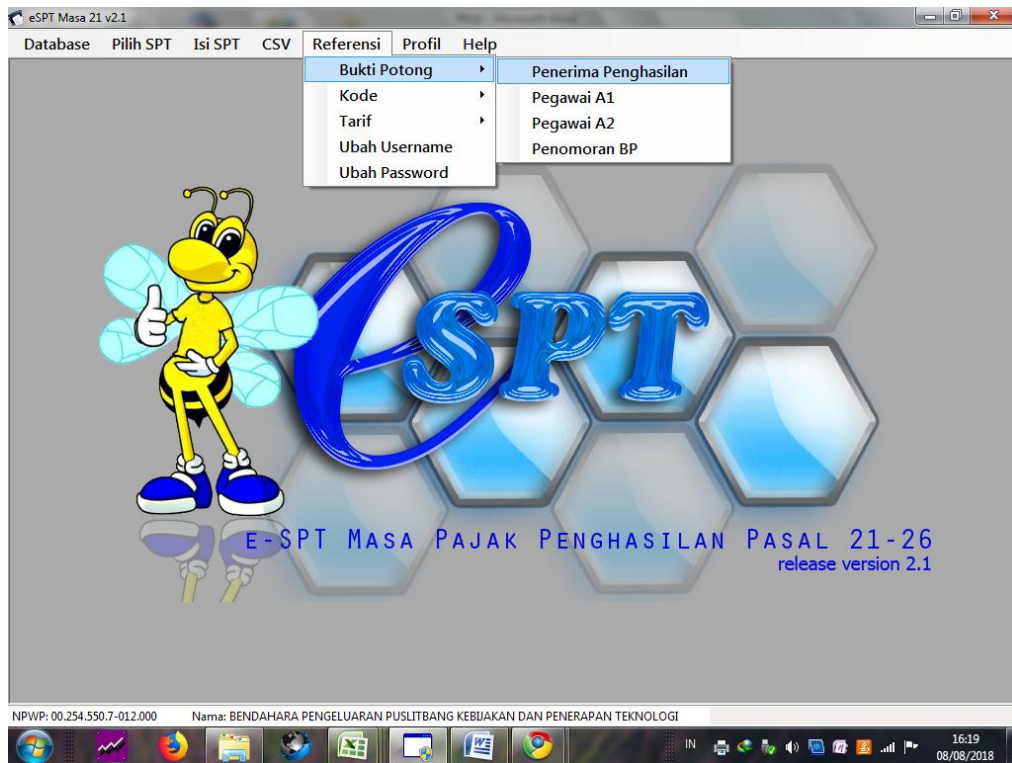 eSPT Masa 21 v2.1
Database Pilih SPT Isi SPT CSV Referensi Profil Help
Bukti Potong
Kode
Tarif
Ubah Username
Ubah Password
Penerima Penghasilan
Pegawai A1
Pegawai A2
Penomoran BP
eSPT
e-SPT Masa Pajak Penghasilan Pasal 21-26
release version 2.1
NPWP: 00.254.550.7-012.000 Nama: BENDAHARA PENGELUARAN PUSLITBANG KEBIJAKAN DAN PENERAPAN TEKNOLOGI
IN
16:19
08/08/2018